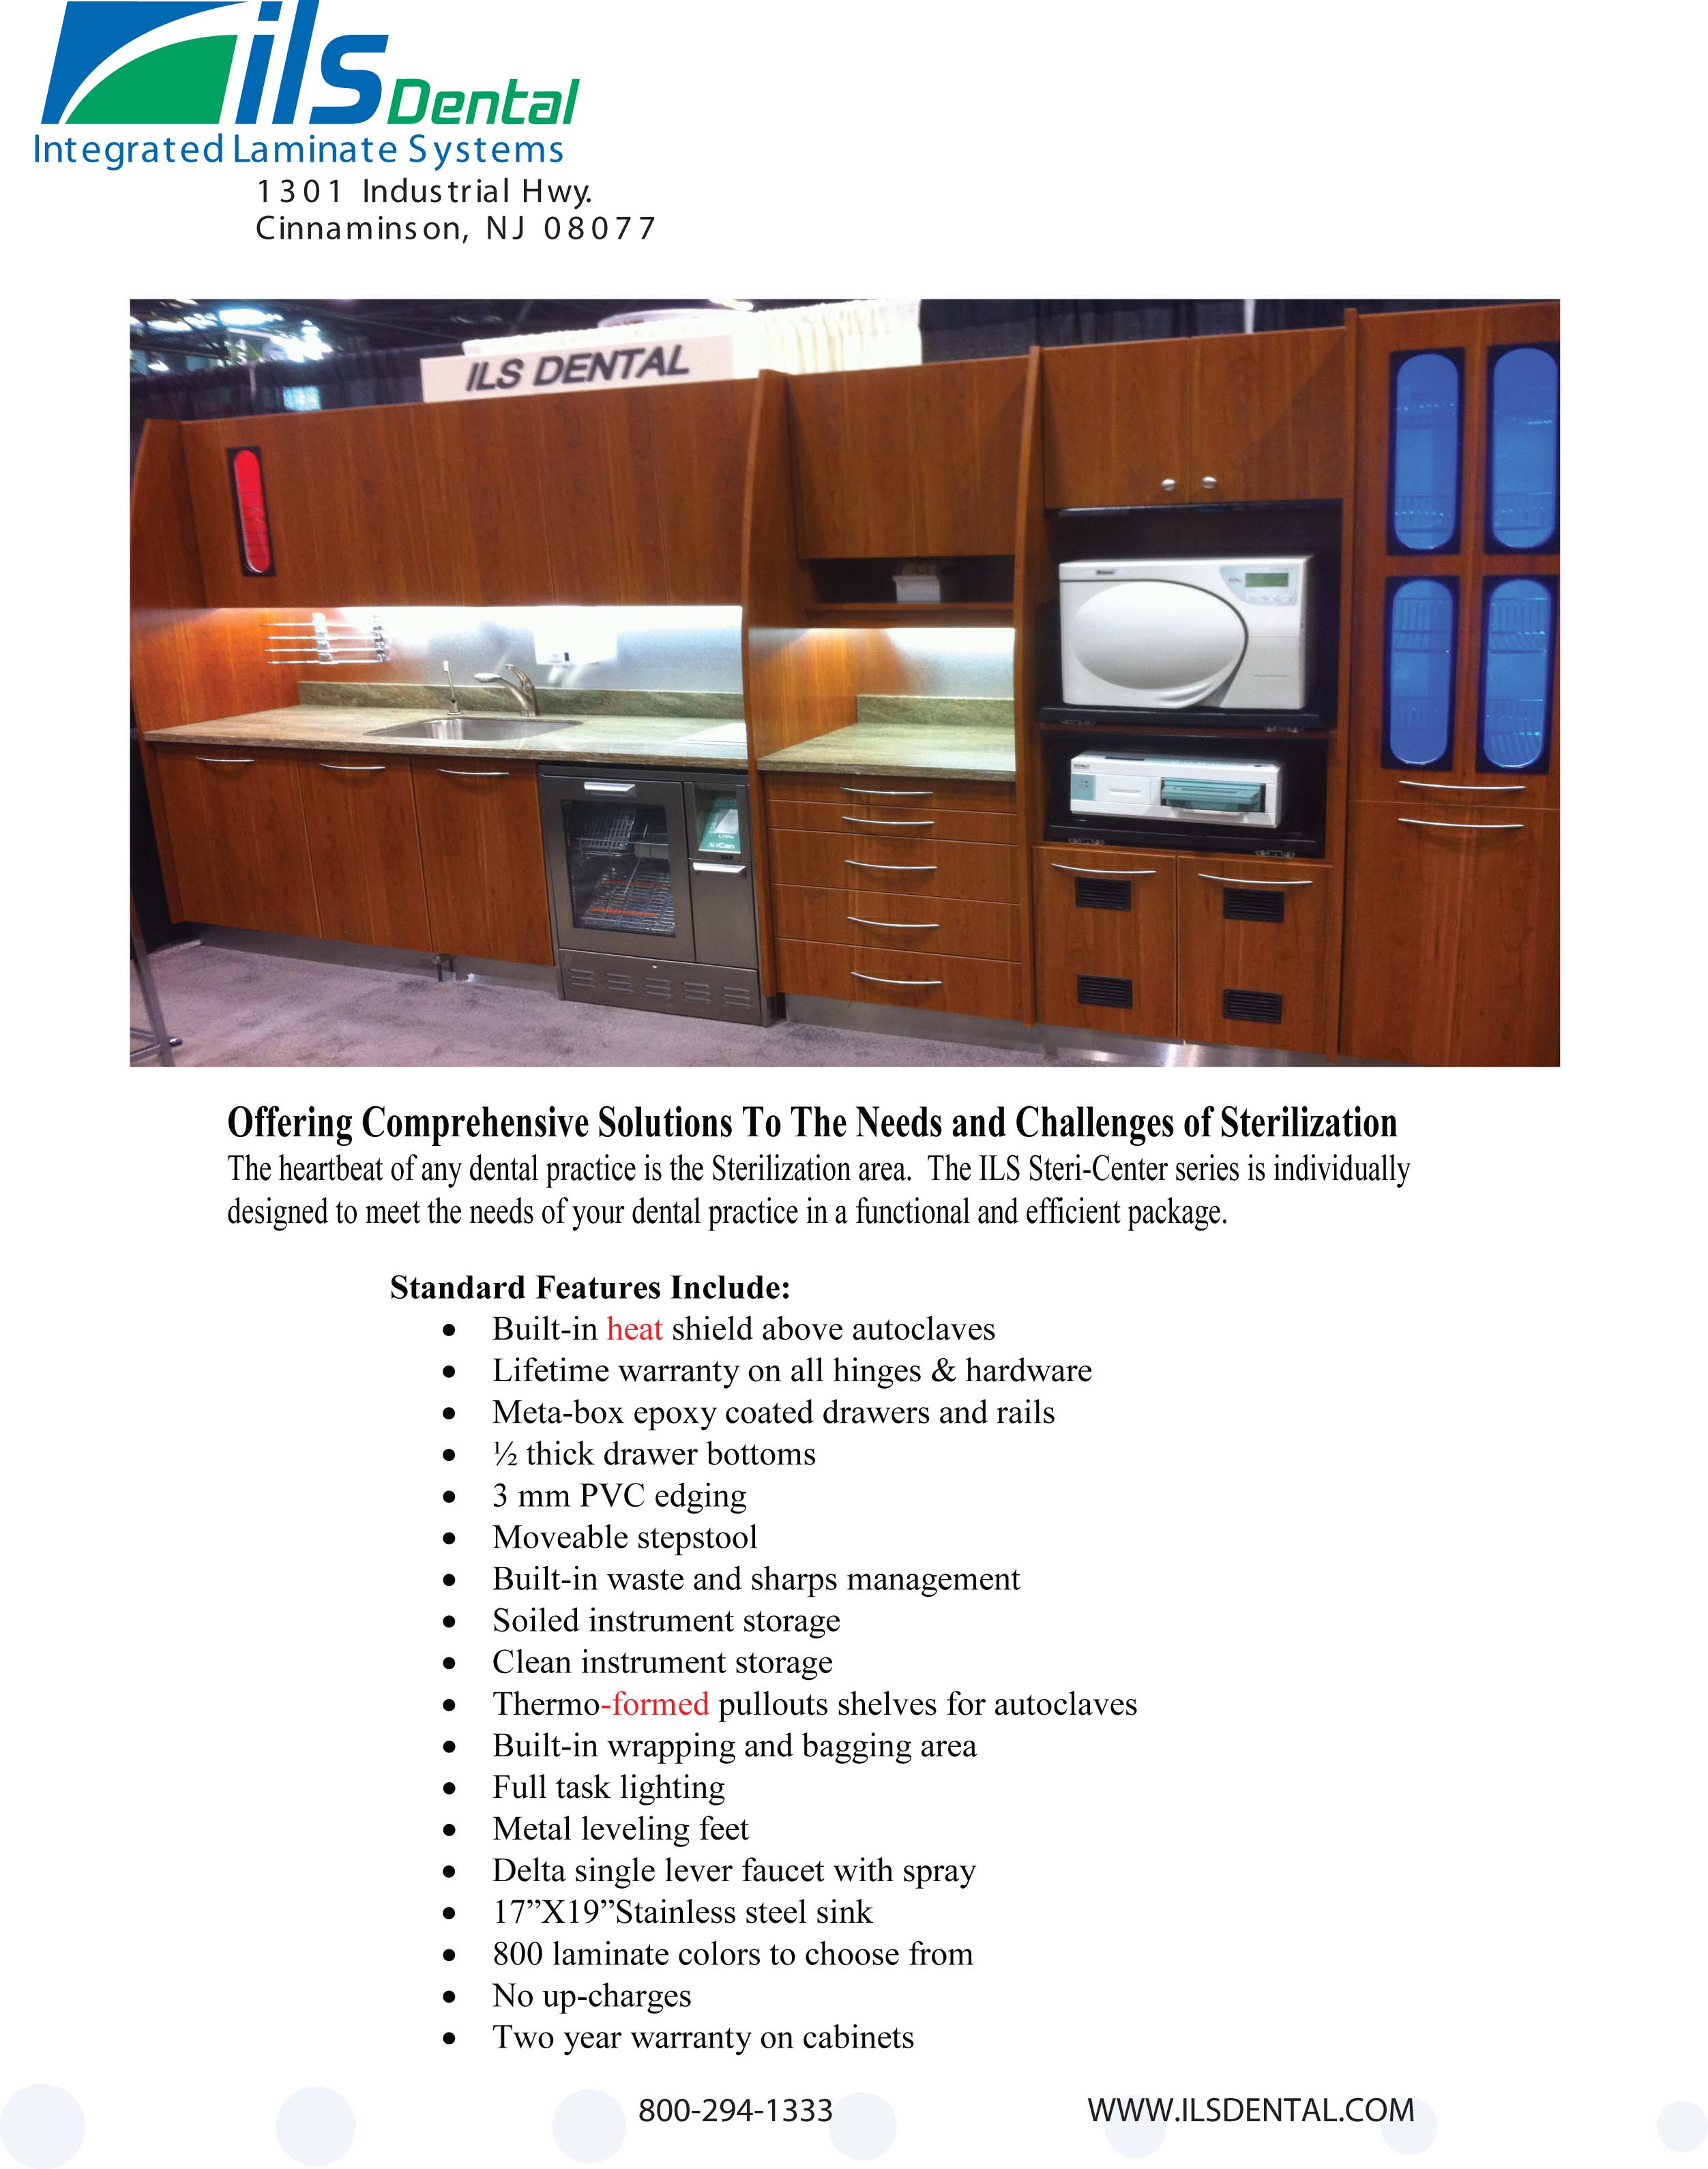 ils Dental
Integrated Laminate Systems
1301 Industrial Hwy.
Cinnaminson, NJ 08077
ILS DENTAL
SciCan
Offering Comprehensive Solutions To The Needs and Challenges of Sterilization
The heartbeat of any dental practice is the Sterilization area.  The ILS Steri-Center series is individually
designed to meet the needs of your dental practice in a functional and efficient package.
Standard Features Include:
• Built-in heat shield above autoclaves
• Lifetime warranty on all hinges & hardware
• Meta-box epoxy coated drawers and rails
• ½ thick drawer bottoms
• 3 mm PVC edging
• Moveable stepstool
• Built-in waste and sharps management
• Soiled instrument storage
• Clean instrument storage
• Thermo-formed pullouts shelves for autoclaves
• Built-in wrapping and bagging area
• Full task lighting
• Metal leveling feet
• Delta single lever faucet with spray
• 17”X19”Stainless steel sink
• 800 laminate colors to choose from
• No up-charges
• Two year warranty on cabinets
800-294-1333 WWW.ILSDENTAL.COM